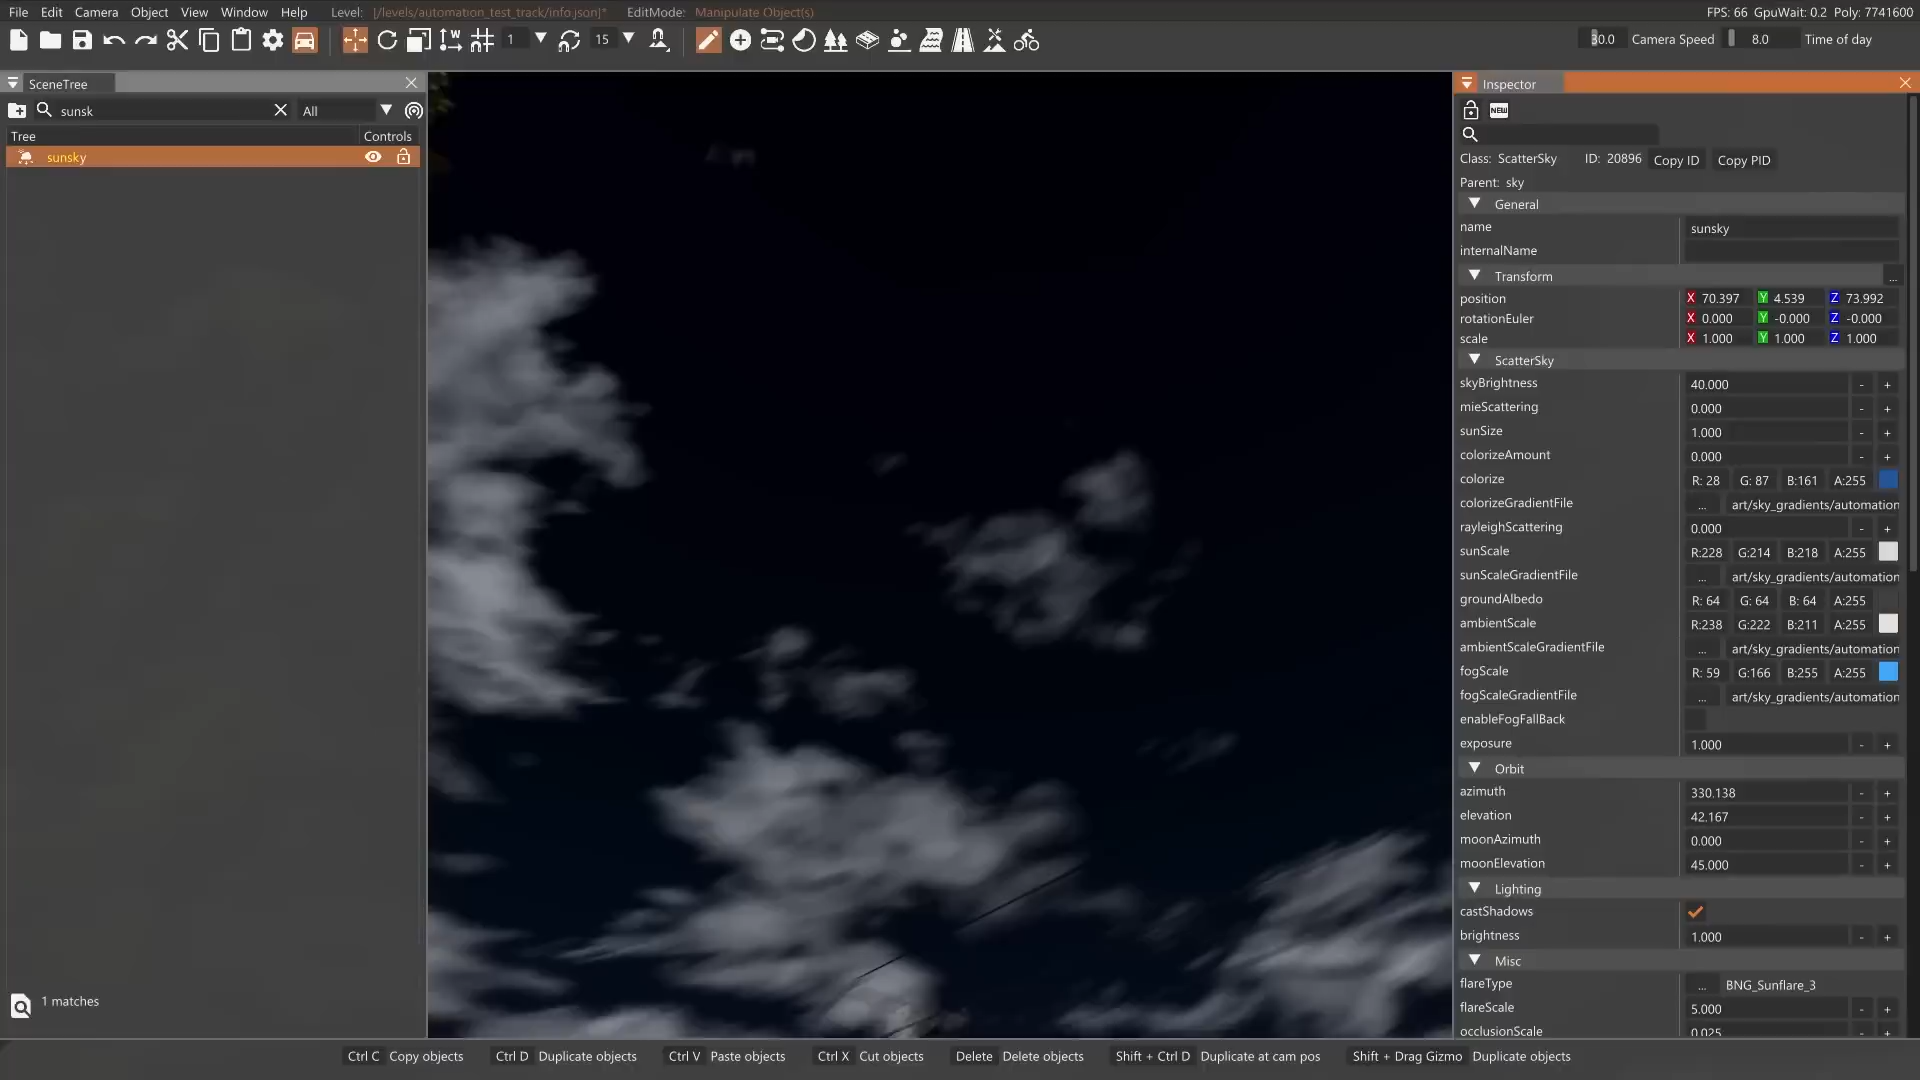 File Edit Camera Object View Window Help Level: [/levels/automation_test_track/info.json]* EditMode: Manipulate Object(s) FPS: 66 GpuWait: 0.2 Poly: 7741600
1 15 30.0 Camera Speed 8.0 Time of day
SceneTree
sunsk All
Tree Controls
sunsky
1 matches
Inspector
NEW
Class: ScatterSky ID: 20896 Copy ID Copy PID
Parent: sky
General
name sunsky
internalName
Transform ...
position X 70.397 Y 4.539 Z 73.992
rotationEuler X 0.000 Y -0.000 Z -0.000
scale X 1.000 Y 1.000 Z 1.000
ScatterSky
skyBrightness 40.000 - +
mieScattering 0.000 - +
sunSize 1.000 - +
colorizeAmount 0.000 - +
colorize R: 28 G: 87 B:161 A:255
colorizeGradientFile ... art/sky_gradients/automation
rayleighScattering 0.000 - +
sunScale R:228 G:214 B:218 A:255
sunScaleGradientFile ... art/sky_gradients/automation
groundAlbedo R: 64 G: 64 B: 64 A:255
ambientScale R:238 G:222 B:211 A:255
ambientScaleGradientFile ... art/sky_gradients/automation
fogScale R: 59 G:166 B:255 A:255
fogScaleGradientFile ... art/sky_gradients/automation
enableFogFallBack
exposure 1.000 - +
Orbit
azimuth 330.138 - +
elevation 42.167 - +
moonAzimuth 0.000 - +
moonElevation 45.000 - +
Lighting
castShadows
brightness 1.000 - +
Misc
flareType ... BNG_Sunflare_3
flareScale 5.000 - +
occlusionScale 0.025 - +
Ctrl C Copy objects Ctrl D Duplicate objects Ctrl V Paste objects Ctrl X Cut objects Delete Delete objects Shift + Ctrl D Duplicate at cam pos Shift + Drag Gizmo Duplicate objects